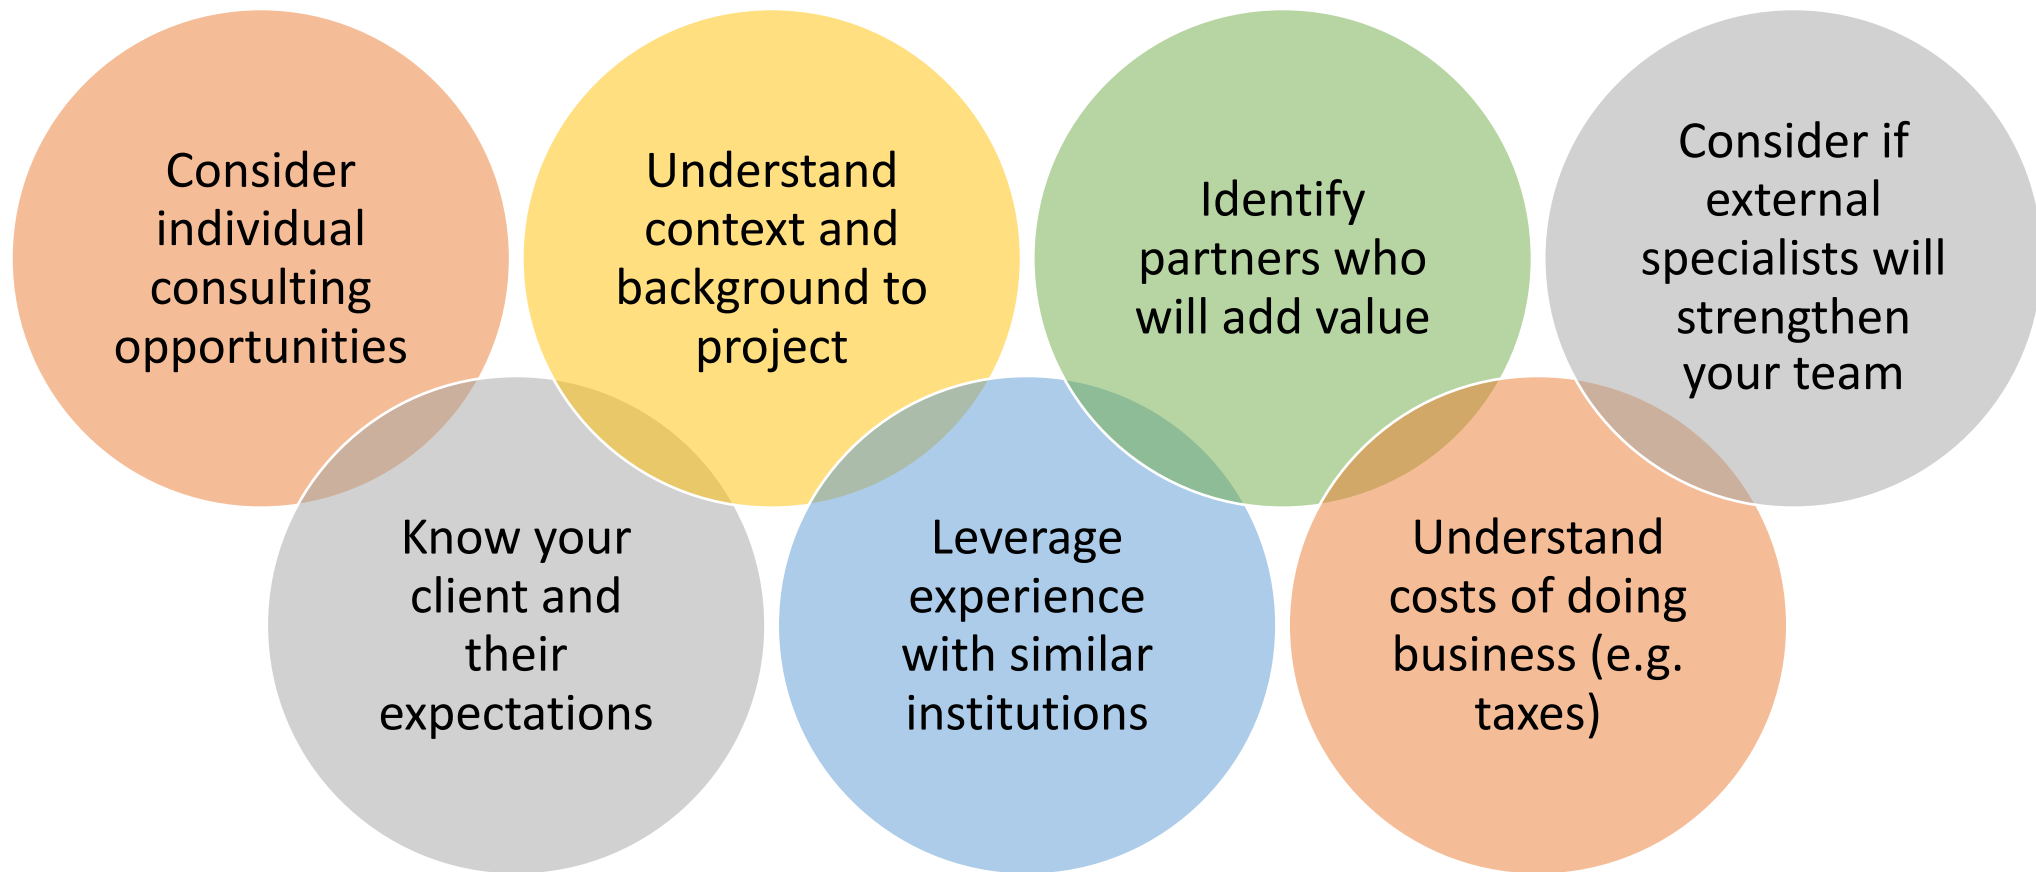 Consider
individual
consulting
opportunities
Know your
client and
their
expectations
Understand
context and
background to
project
Leverage
experience
with similar
institutions
Identify
partners who
will add value
Understand
costs of doing
business (e.g.
taxes)
Consider if
external
specialists will
strengthen
your team